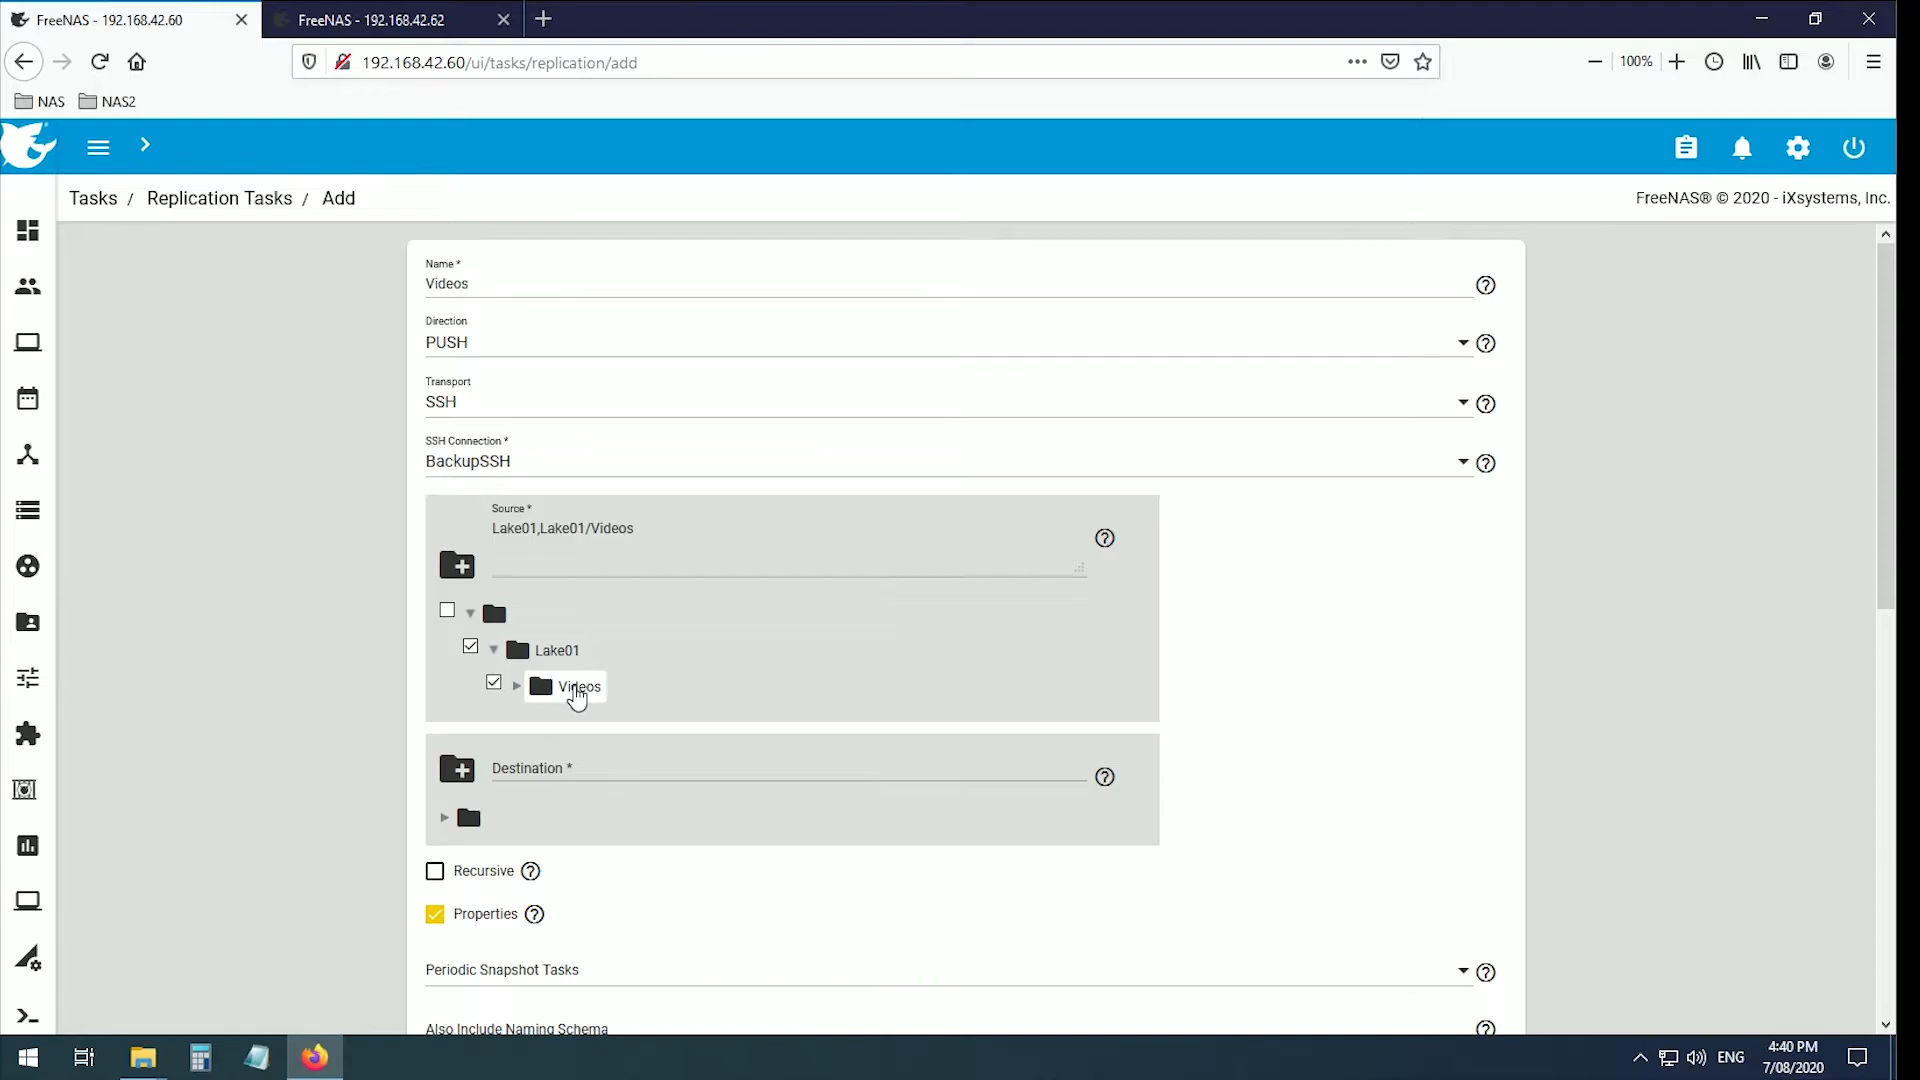 FreeNAS - 192.168.42.60
FreeNAS - 192.168.42.62
192.168.42.60/ui/tasks/replication/add
100%
NAS
NAS2
Tasks / Replication Tasks / Add
FreeNAS® © 2020 - iXsystems, Inc.
Name *
Videos
Direction
PUSH
Transport
SSH
SSH Connection *
BackupSSH
Source *
Lake01,Lake01/Videos
Lake01
Videos
Destination *
Recursive
Properties
Periodic Snapshot Tasks
Also Include Naming Schema
ENG
4:40 PM
7/08/2020